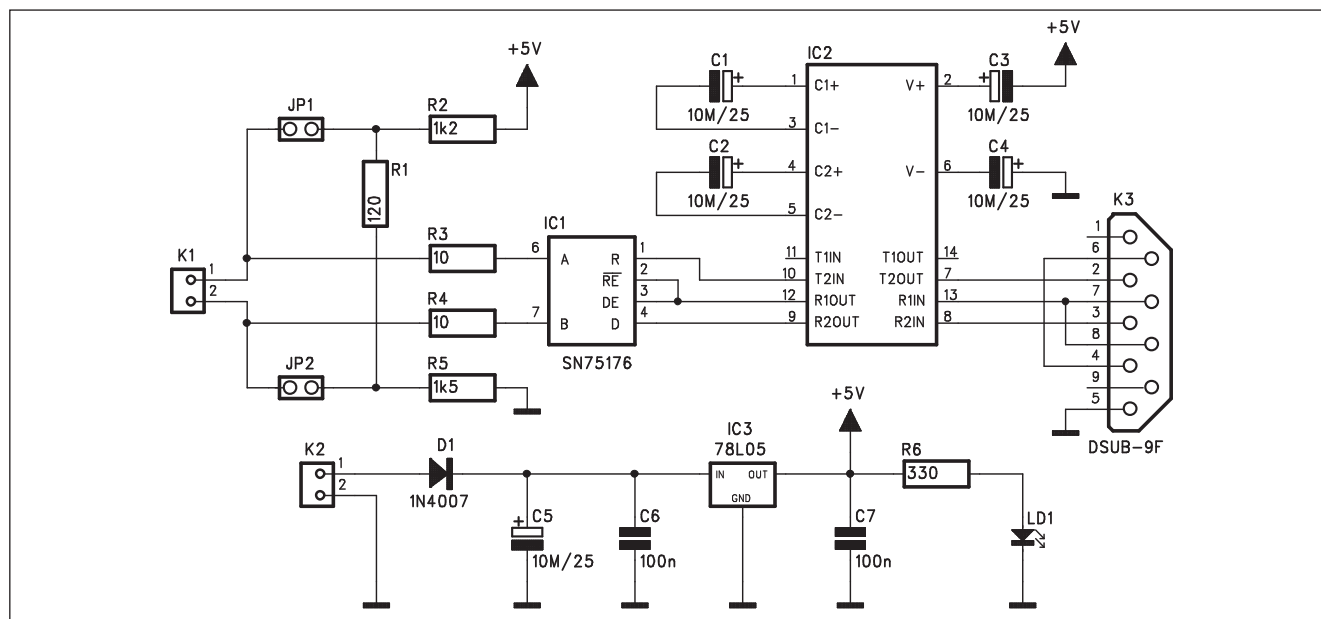 +5V
JP1
R2
1k2
R1
120
K1
1
2
R3
10
R4
10
JP2
R5
1k5
IC1
6
A
R
1
R̅E̅
2
DE
3
7
B
D
4
SN75176
C1
+
10M/25
C2
+
10M/25
IC2
1
C1+
V+
2
3
C1-
4
C2+
V-
6
5
C2-
11
T1IN
T1OUT
14
10
T2IN
T2OUT
7
12
R1OUT
R1IN
13
9
R2OUT
R2IN
8
+5V
+
C3
10M/25
C4
+
10M/25
K3
1
6
2
7
3
8
4
9
5
DSUB-9F
K2
1
2
D1
1N4007
+
C5
10M/25
C6
100n
IC3
78L05
IN
OUT
GND
+5V
C7
100n
R6
330
LD1